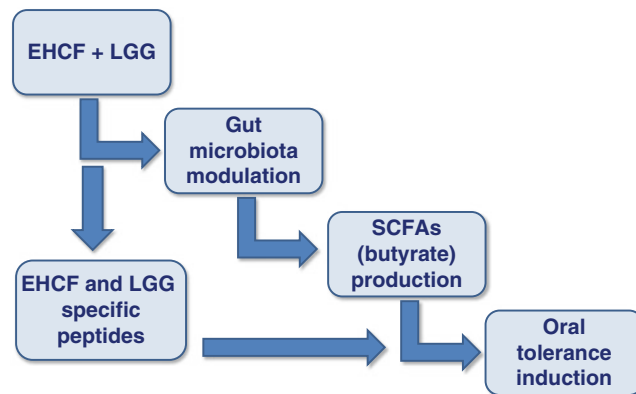 EHCF + LGG
Gut
microbiota
modulation
SCFAs
(butyrate)
production
EHCF and LGG
specific
peptides
Oral
tolerance
induction